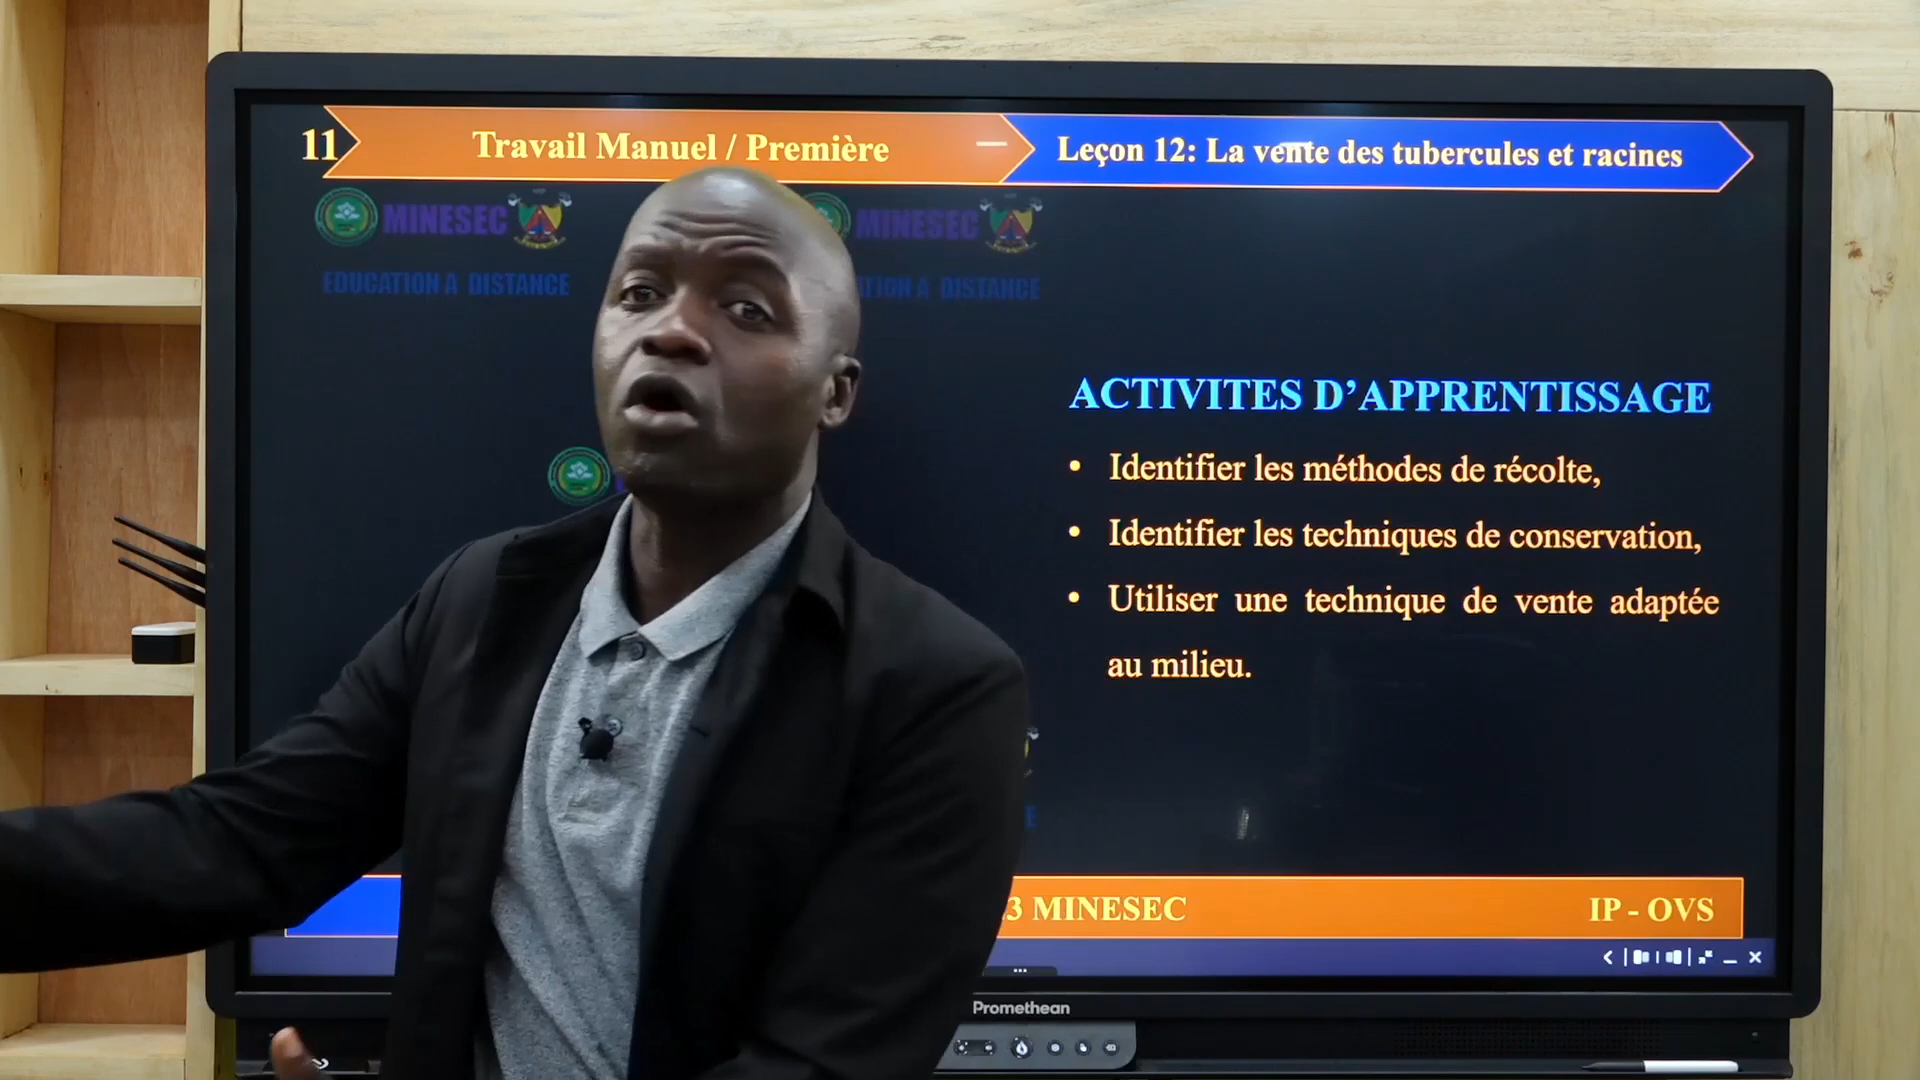 11
Travail Manuel / Première
Leçon 12: La vente des tubercules et racines
MINESEC
MINESEC
EDUCATION A DISTANCE
A DISTANCE
ACTIVITES D'APPRENTISSAGE
• Identifier les méthodes de récolte,
• Identifier les techniques de conservation,
• Utiliser une technique de vente adaptée
au milieu.
3 MINESEC
IP - OVS
Promethean